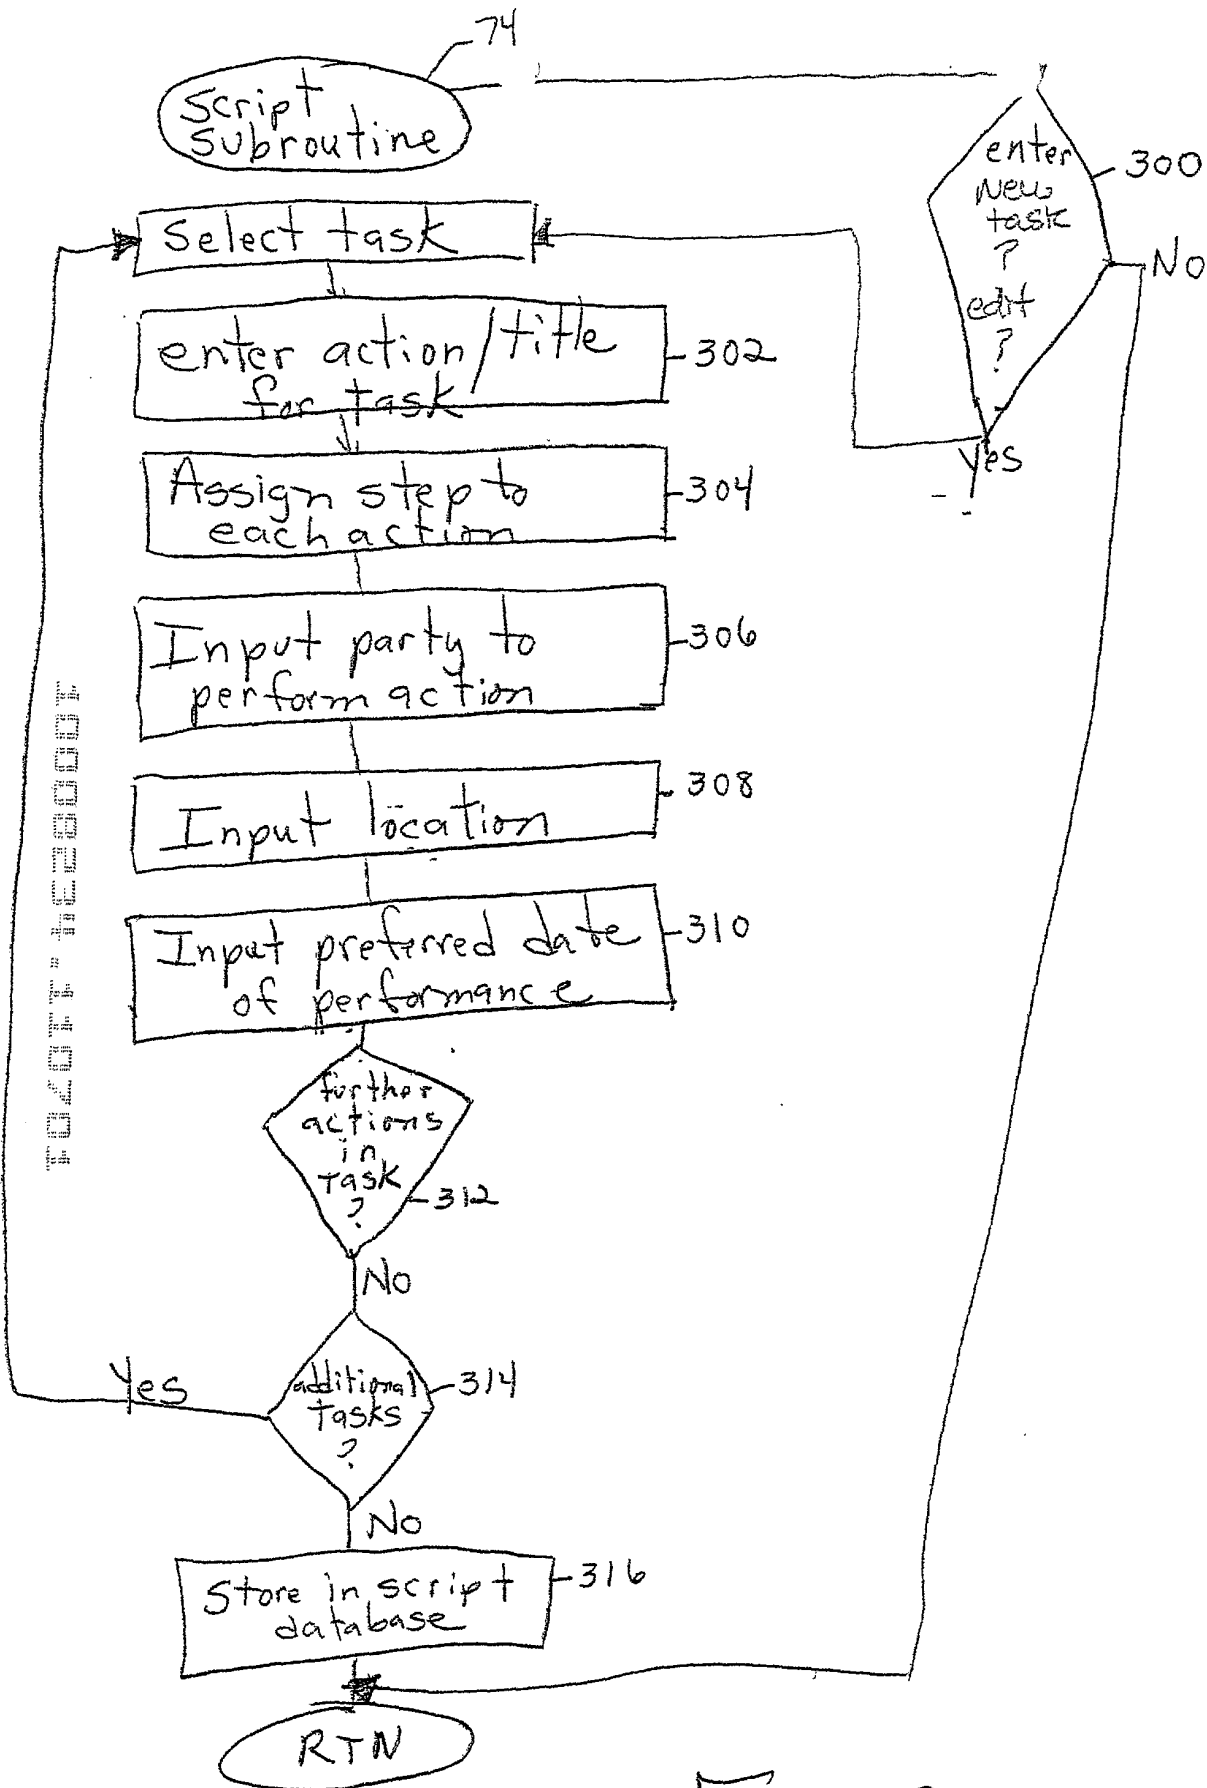 74
Script
Subroutine
enter
New
task
?
edit
?
300
No
Yes
Select task
enter action/title
for task
302
Assign step to
each action
304
Input party to
perform action
306
Input location
308
Input preferred date
of performance
310
further
actions
in
task
?
312
No
additional
tasks
?
314
Yes
No
Store in script
database
316
RTN
10008234.110701